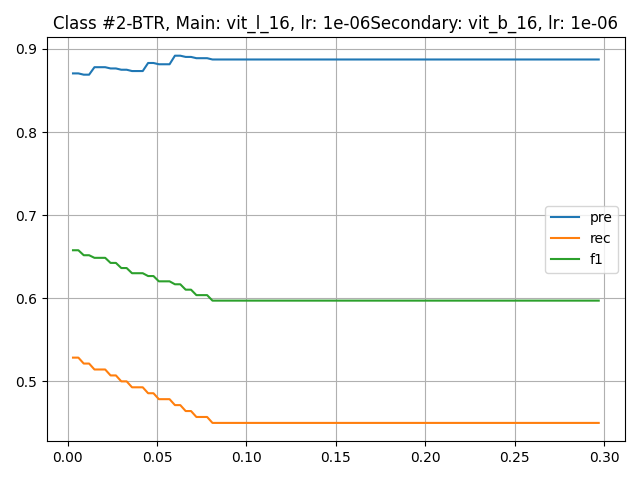 Class #2-BTR, Main: vit_l_16, lr: 1e-06Secondary: vit_b_16, lr: 1e-06
0.9
0.8
0.7
0.6
0.5
pre
rec
f1
0.00 0.05 0.10 0.15 0.20 0.25 0.30